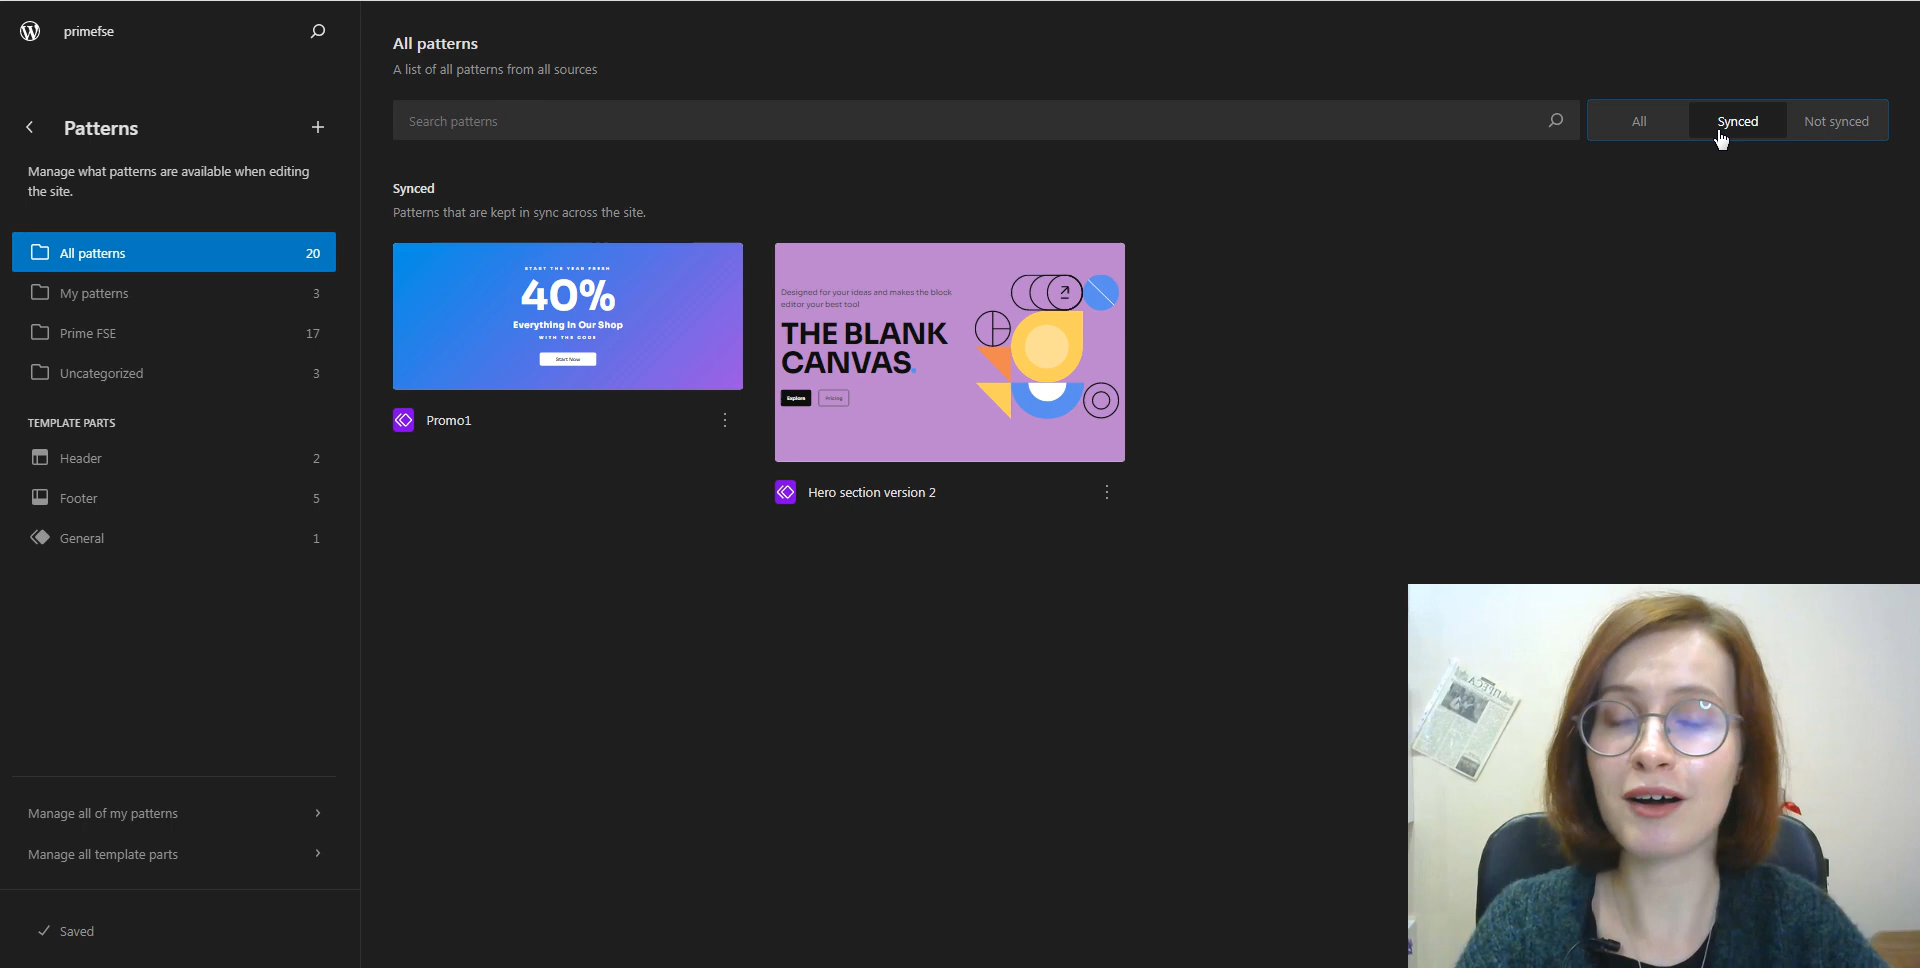 primefse
Patterns
Manage what patterns are available when editing
the site.
All patterns 20
My patterns 3
Prime FSE 17
Uncategorized 3
TEMPLATE PARTS
Header 2
Footer 5
General 1
Manage all of my patterns
Manage all template parts
Saved
All patterns
A list of all patterns from all sources
Search patterns
All Synced Not synced
Synced
Patterns that are kept in sync across the site.
START THE YEAR FRESH
40%
Everything In Our Shop
WITH THE CODE
Start Now
Promo1
Designed for your ideas and makes the block
editor your best tool
THE BLANK
CANVAS.
Explore Pricing
Hero section version 2